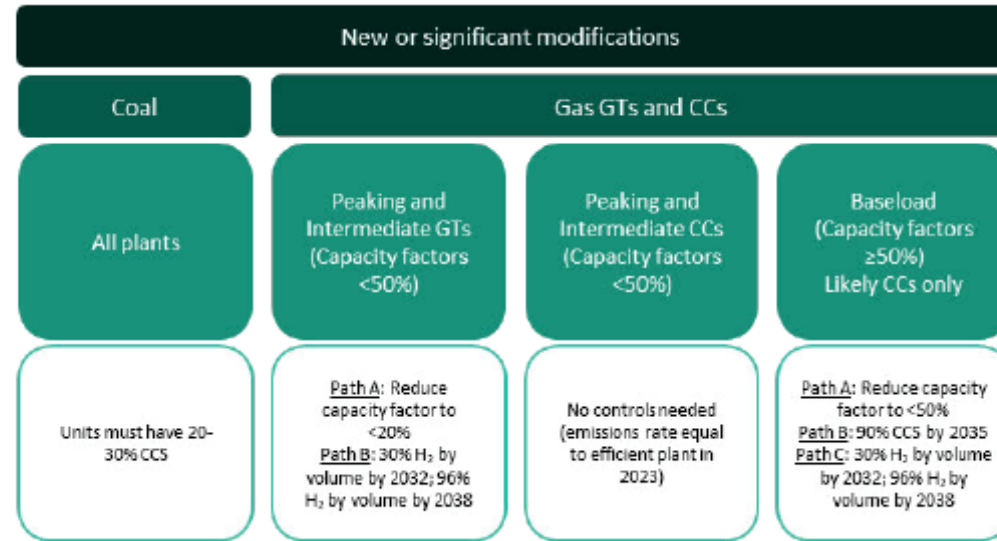 New or significant modifications
Coal
Gas GTs and CCs
All plants
Peaking and
Intermediate GTs
(Capacity factors
<50%)
Peaking and
Intermediate CCs
(Capacity factors
<50%)
Baseload
(Capacity factors
≥50%)
Likely CCs only
Units must have 20-
30% CCS
Path A: Reduce
capacity factor to
<20%
Path B: 30% H₂ by
volume by 2032; 96%
H₂ by volume by 2038
No controls needed
(emissions rate equal
to efficient plant in
2023)
Path A: Reduce capacity
factor to <50%
Path B: 90% CCS by 2035
Path C: 30% H₂ by volume
by 2032; 96% H₂ by
volume by 2038